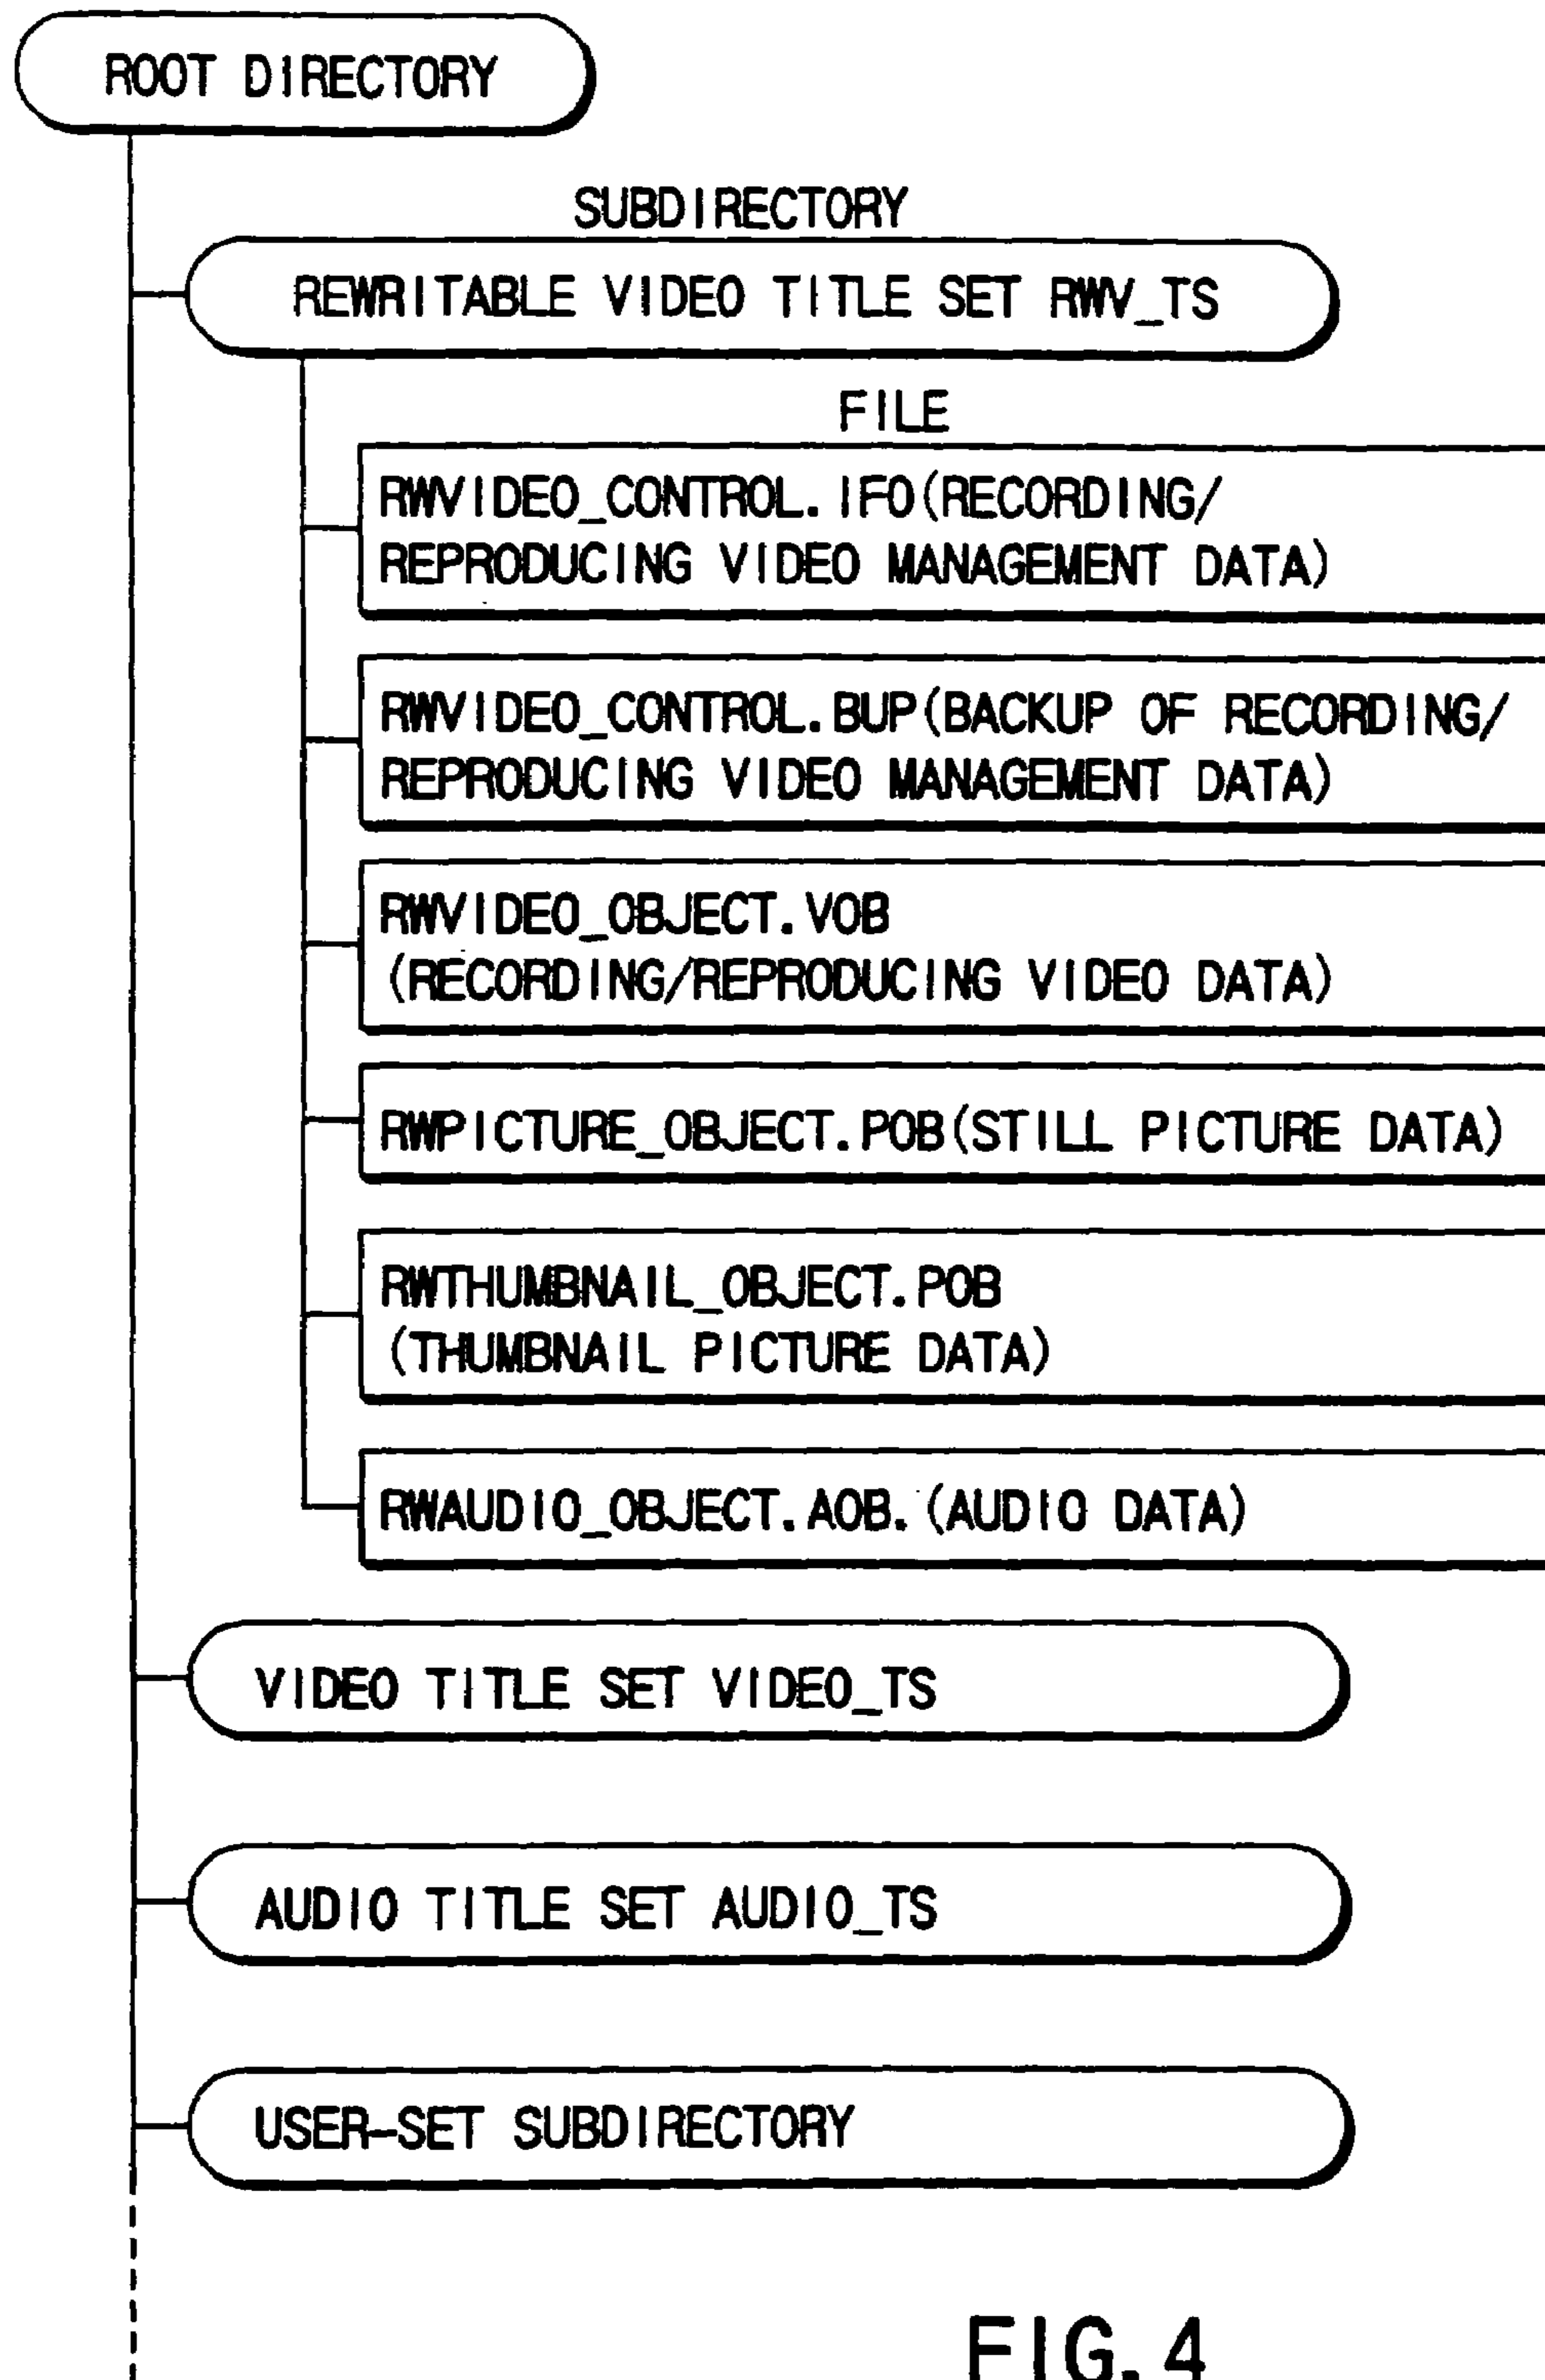 ROOT DIRECTORY
SUBDIRECTORY
REWRITABLE VIDEO TITLE SET RWV_TS
FILE
RWVIDEO_CONTROL.IFO(RECORDING/
REPRODUCING VIDEO MANAGEMENT DATA)
RWVIDEO_CONTROL.BUP(BACKUP OF RECORDING/
REPRODUCING VIDEO MANAGEMENT DATA)
RWVIDEO_OBJECT.VOB
(RECORDING/REPRODUCING VIDEO DATA)
RWPICTURE_OBJECT.POB(STILL PICTURE DATA)
RWTHUMBNAIL_OBJECT.POB
(THUMBNAIL PICTURE DATA)
RWAUDIO_OBJECT.AOB.(AUDIO DATA)
VIDEO TITLE SET VIDEO_TS
AUDIO TITLE SET AUDIO_TS
USER-SET SUBDIRECTORY
FIG.4